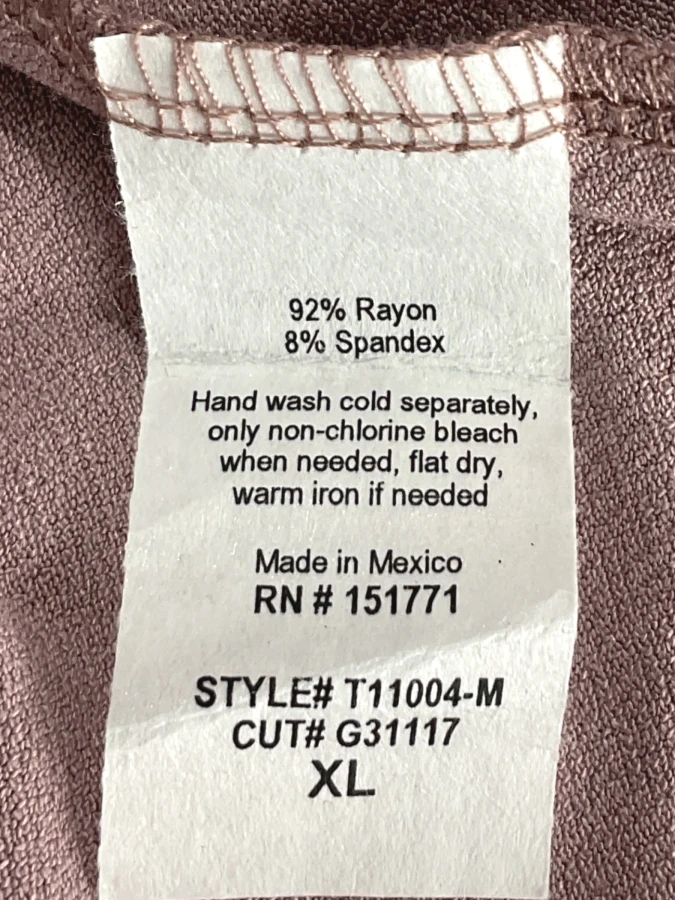 92% Rayon
8% Spandex
Hand wash cold separately,
only non-chlorine bleach
when needed, flat dry,
warm iron if needed
Made in Mexico
RN # 151771
STYLE# T11004-M
CUT# G31117
XL